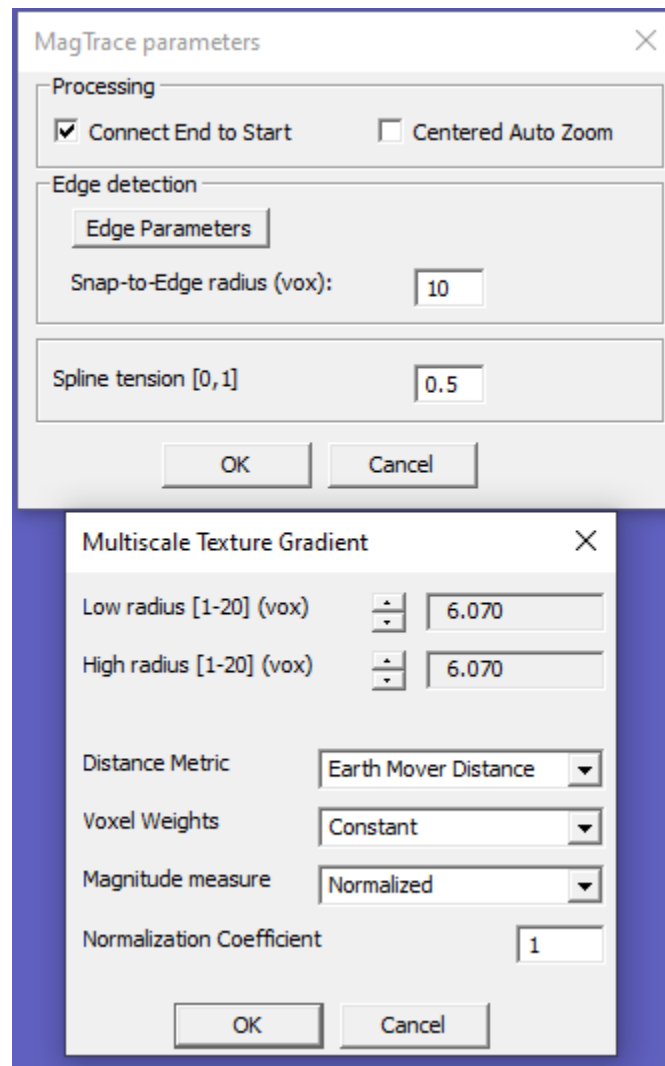 MagTrace parameters
Processing
Connect End to Start Centered Auto Zoom
Edge detection
Edge Parameters
Snap-to-Edge radius (vox): 10
Spline tension [0,1] 0.5
OK Cancel
Multiscale Texture Gradient
Low radius [1-20] (vox) 6.070
High radius [1-20] (vox) 6.070
Distance Metric Earth Mover Distance
Voxel Weights Constant
Magnitude measure Normalized
Normalization Coefficient 1
OK Cancel